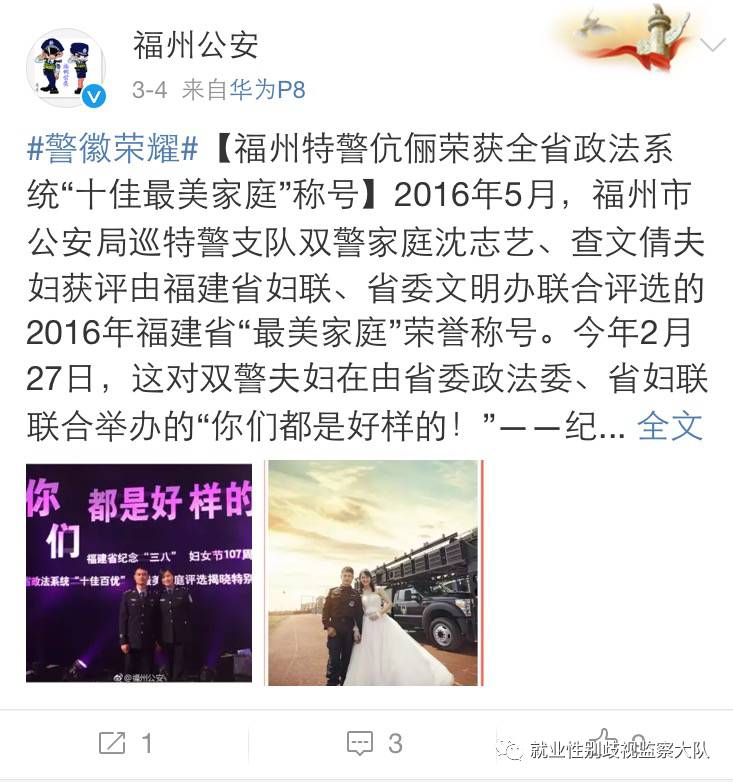 福州公安
3-4 来自华为P8
#警徽荣耀#【福州特警伉俪荣获全省政法系
统“十佳最美家庭”称号】2016年5月，福州市
公安局巡特警支队双警家庭沈志艺、查文倩夫
妇获评由福建省妇联、省委文明办联合评选的
2016年福建省“最美家庭”荣誉称号。今年2月
27日，这对双警夫妇在由省委政法委、省妇联
联合举办的“你们都是好样的！”——纪... 全文
你们 都是好样的
福建省纪念“三八”妇女节107周
省政法系统“十佳百优” 最美家庭评选揭晓特别
@福州公安
1
3
就业性别歧视监察大队